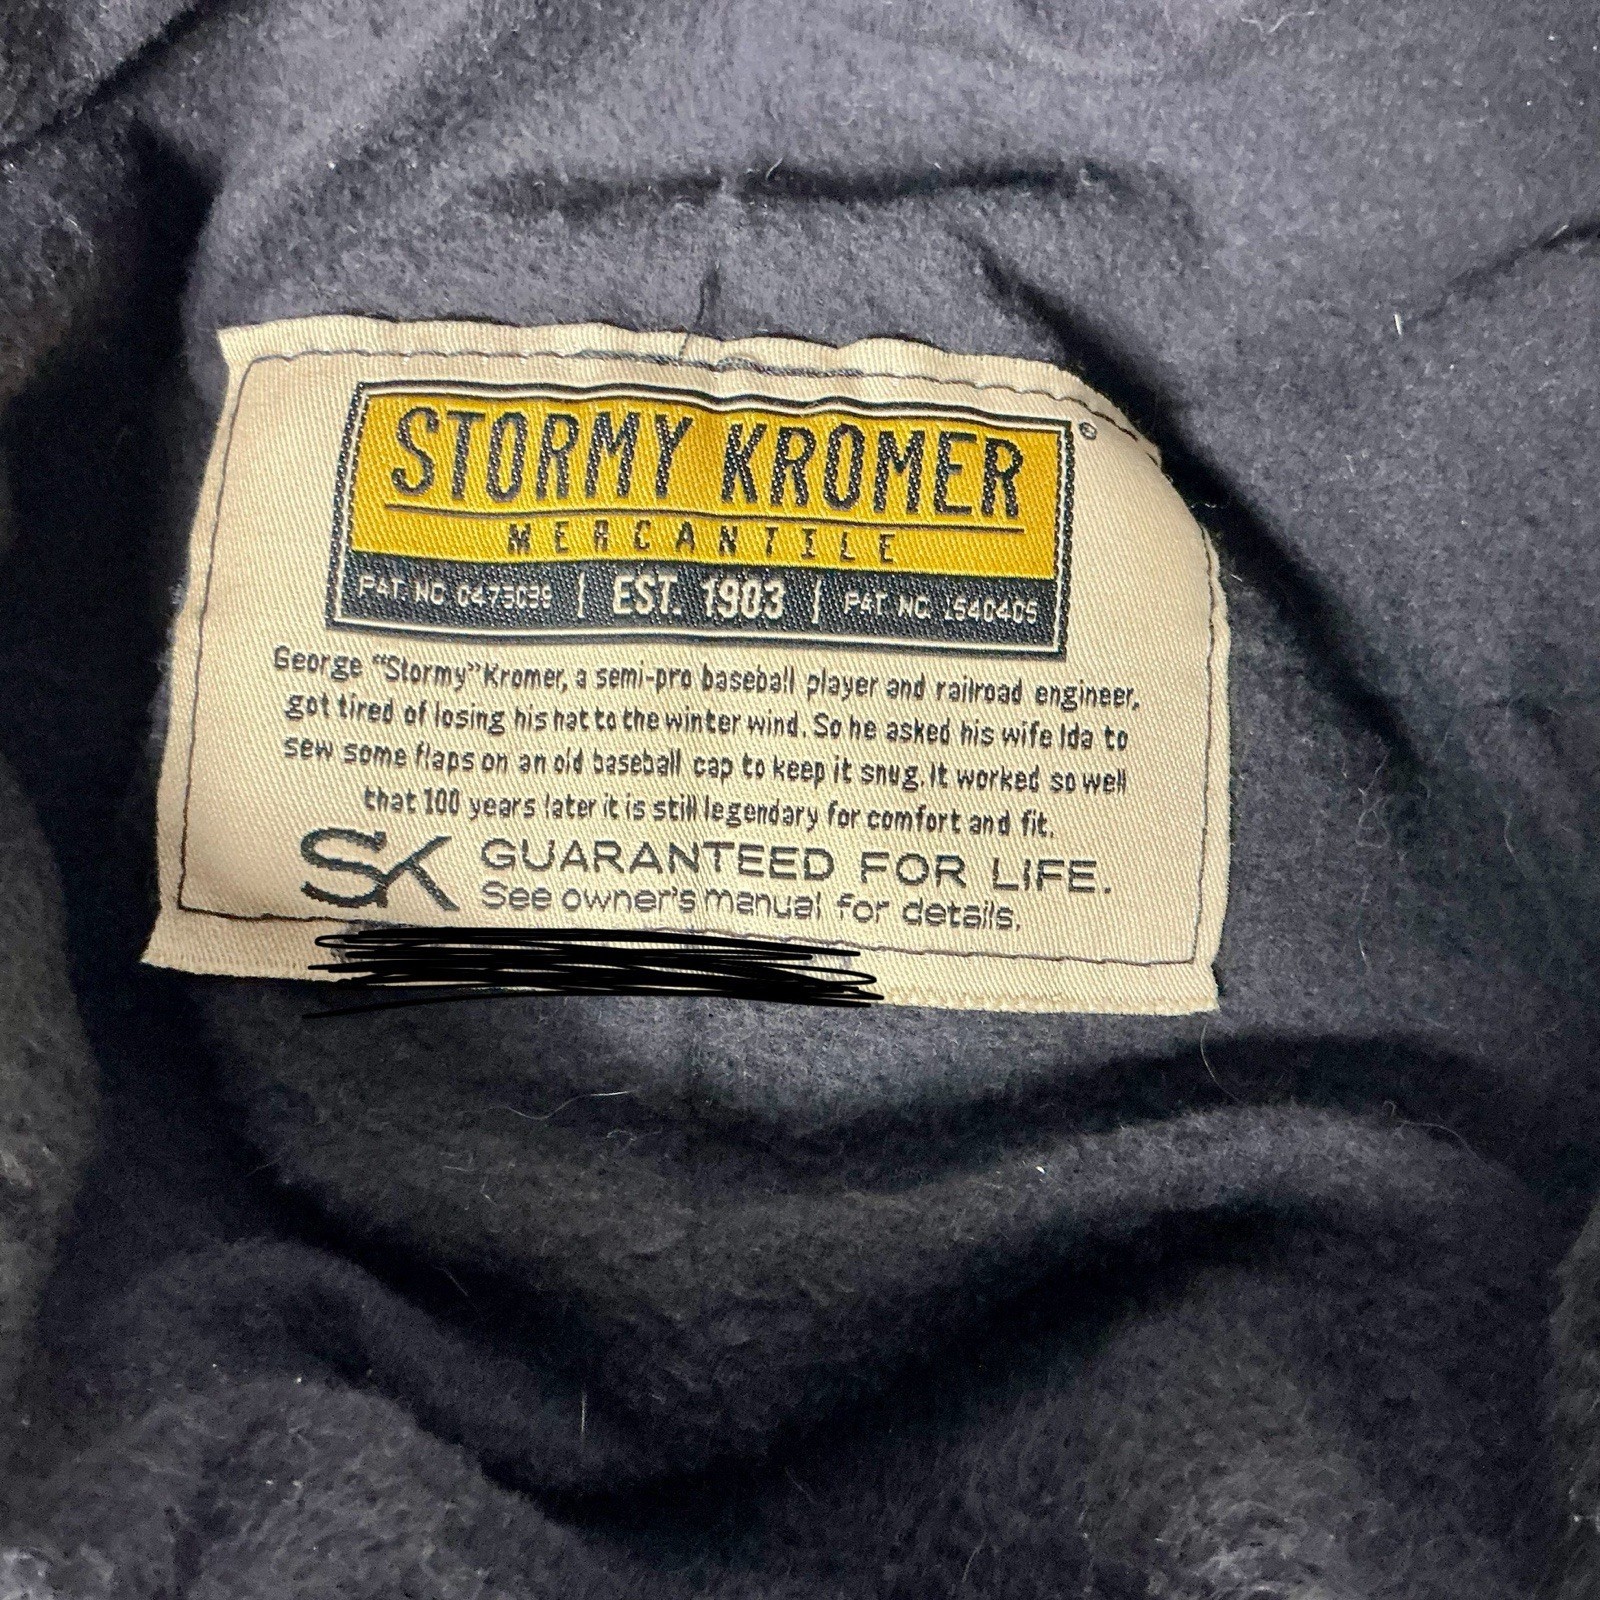 STORMY KROMER ®
MERCANTILE
PAT. NO. 0473039 | EST. 1903 | PAT. NO. 1540405
George “Stormy” Kromer, a semi-pro baseball player and railroad engineer,
got tired of losing his hat to the winter wind. So he asked his wife Ida to
sew some flaps on an old baseball cap to keep it snug. It worked so well
that 100 years later it is still legendary for comfort and fit.
SK GUARANTEED FOR LIFE.
See owner's manual for details.